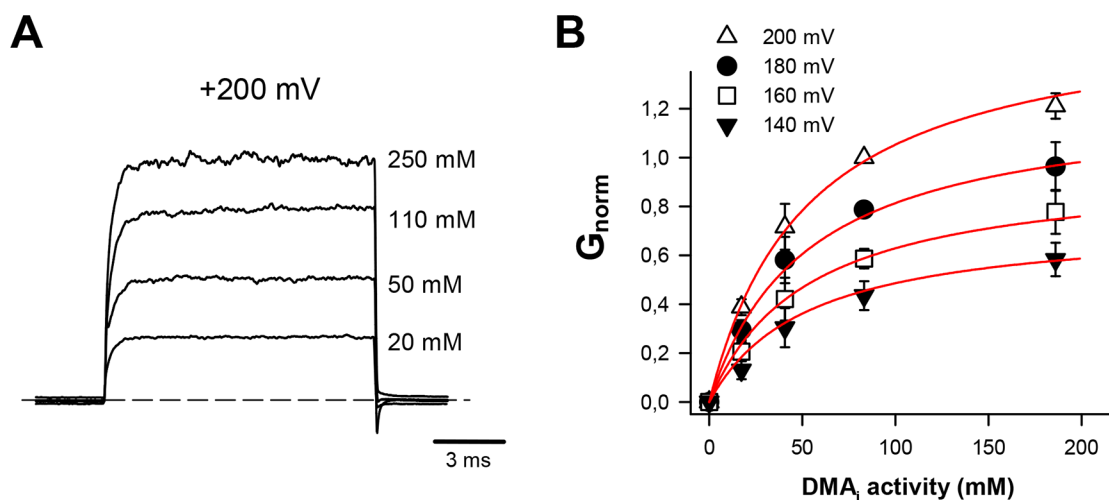 A
+200 mV
250 mM
110 mM
50 mM
20 mM
3 ms
B
200 mV
180 mV
160 mV
140 mV
Gnorm
1,2
1,0
0,8
0,6
0,4
0,2
0,0
0 50 100 150 200
DMAi activity (mM)